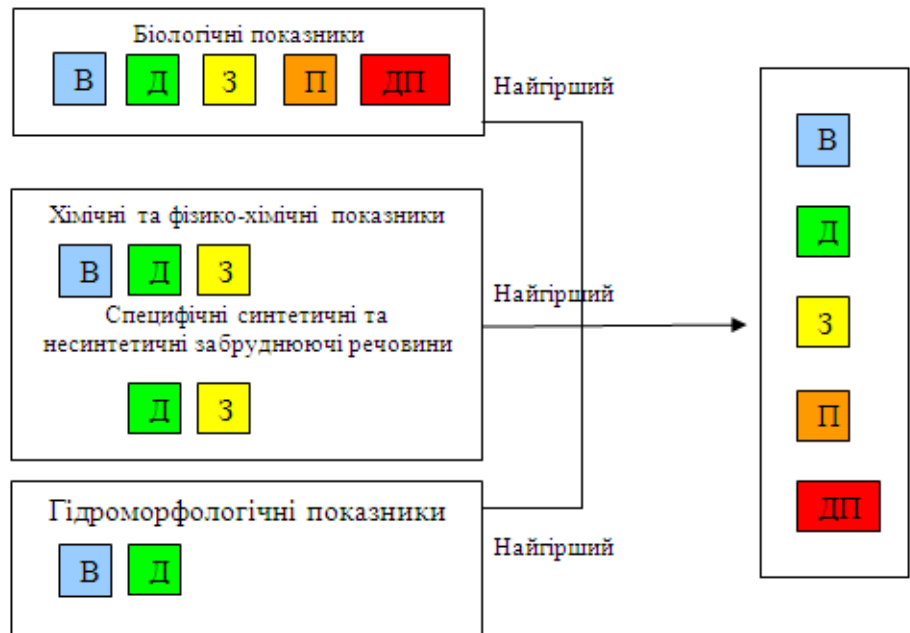 Біологічні показники
В Д З П ДП
Найгірший
Хімічні та фізико-хімічні показники
В Д З
Специфічні синтетичні та
несинтетичні забруднюючі речовини
Д З
Найгірший
Гідроморфологічні показники
В Д
Найгірший
В
Д
З
П
ДП